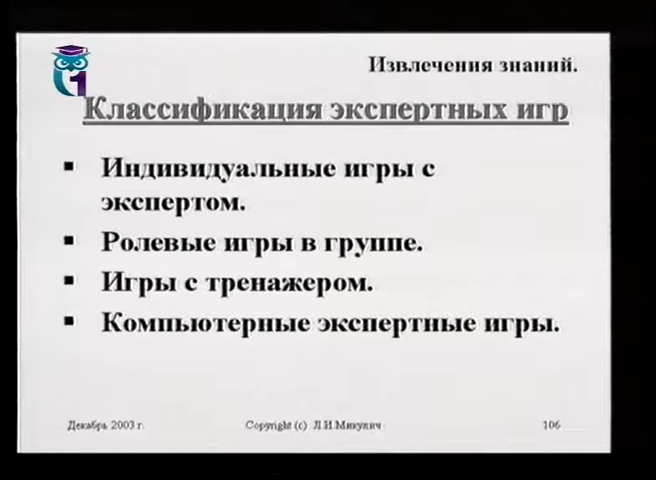 1
Извлечения знаний.
Классификация экспертных игр
▪ Индивидуальные игры с
экспертом.
▪ Ролевые игры в группе.
▪ Игры с тренажером.
▪ Компьютерные экспертные игры.
Декабрь 2003 г.
Copyright (c) Л.И.Микулич
106